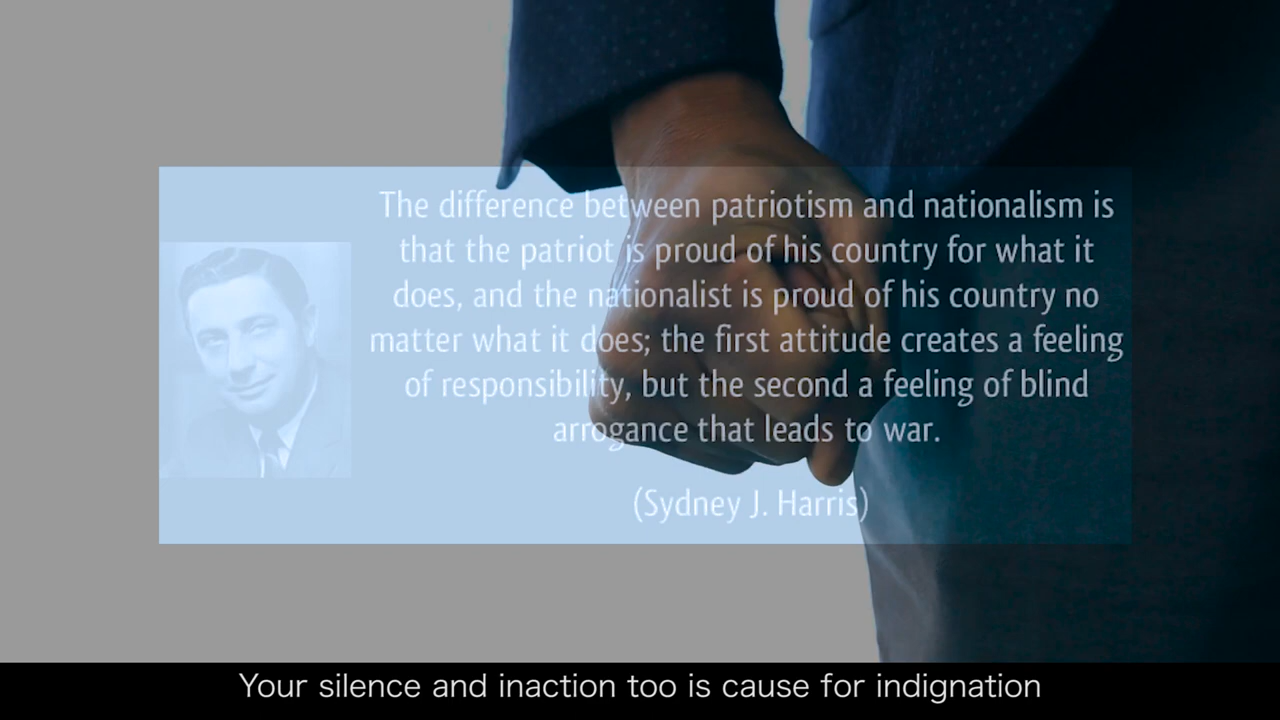 The difference between patriotism and nationalism is
that the patriot is proud of his country for what it
does, and the nationalist is proud of his country no
matter what it does; the first attitude creates a feeling
of responsibility, but the second a feeling of blind
arrogance that leads to war.
(Sydney J. Harris)
Your silence and inaction too is cause for indignation